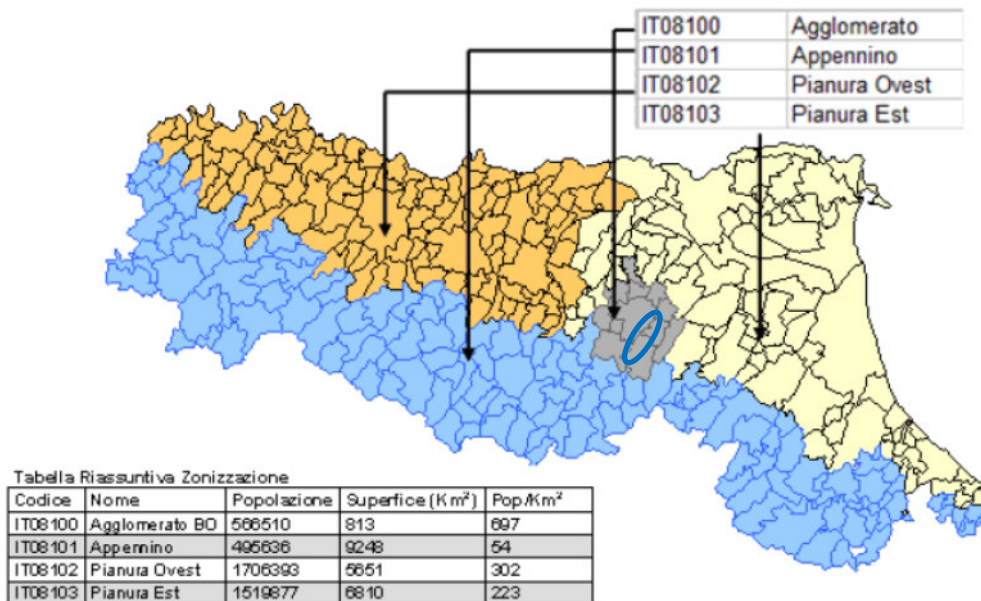 IT08100 Agglomerato
IT08101 Appennino
IT08102 Pianura Ovest
IT08103 Pianura Est
Tabella Riassuntiva Zonizzazione
Codice Nome Popolazione Superfice (Km²) Pop/Km²
IT08100 Agglomerato BO 566510 813 697
IT08101 Appennino 495636 9248 54
IT08102 Pianura Ovest 1706393 5651 302
IT08103 Pianura Est 1519877 6810 223